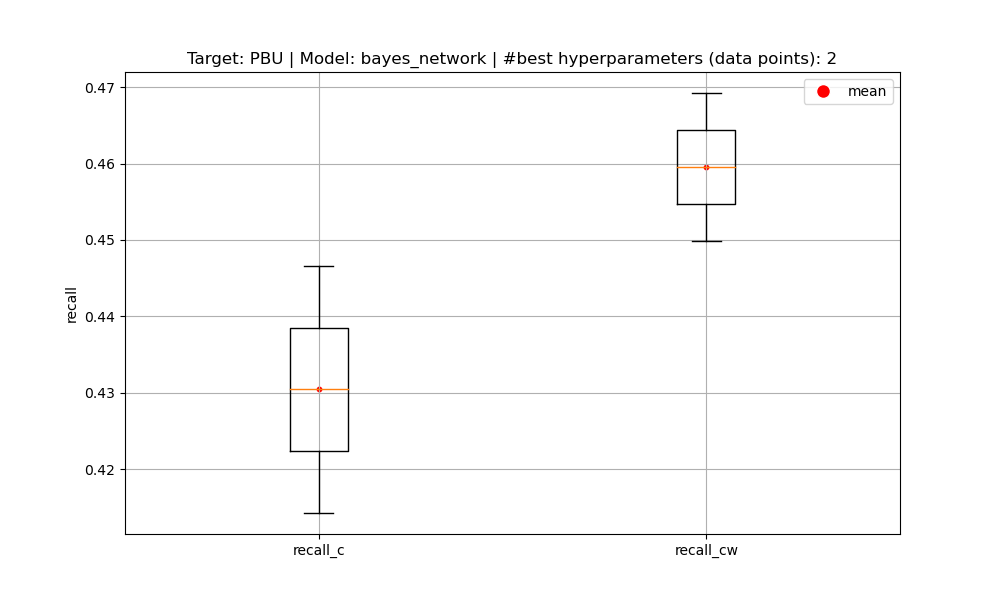 Target: PBU | Model: bayes_network | #best hyperparameters (data points): 2
mean
0.47
0.46
0.45
0.44
0.43
0.42
recall
recall_c
recall_cw